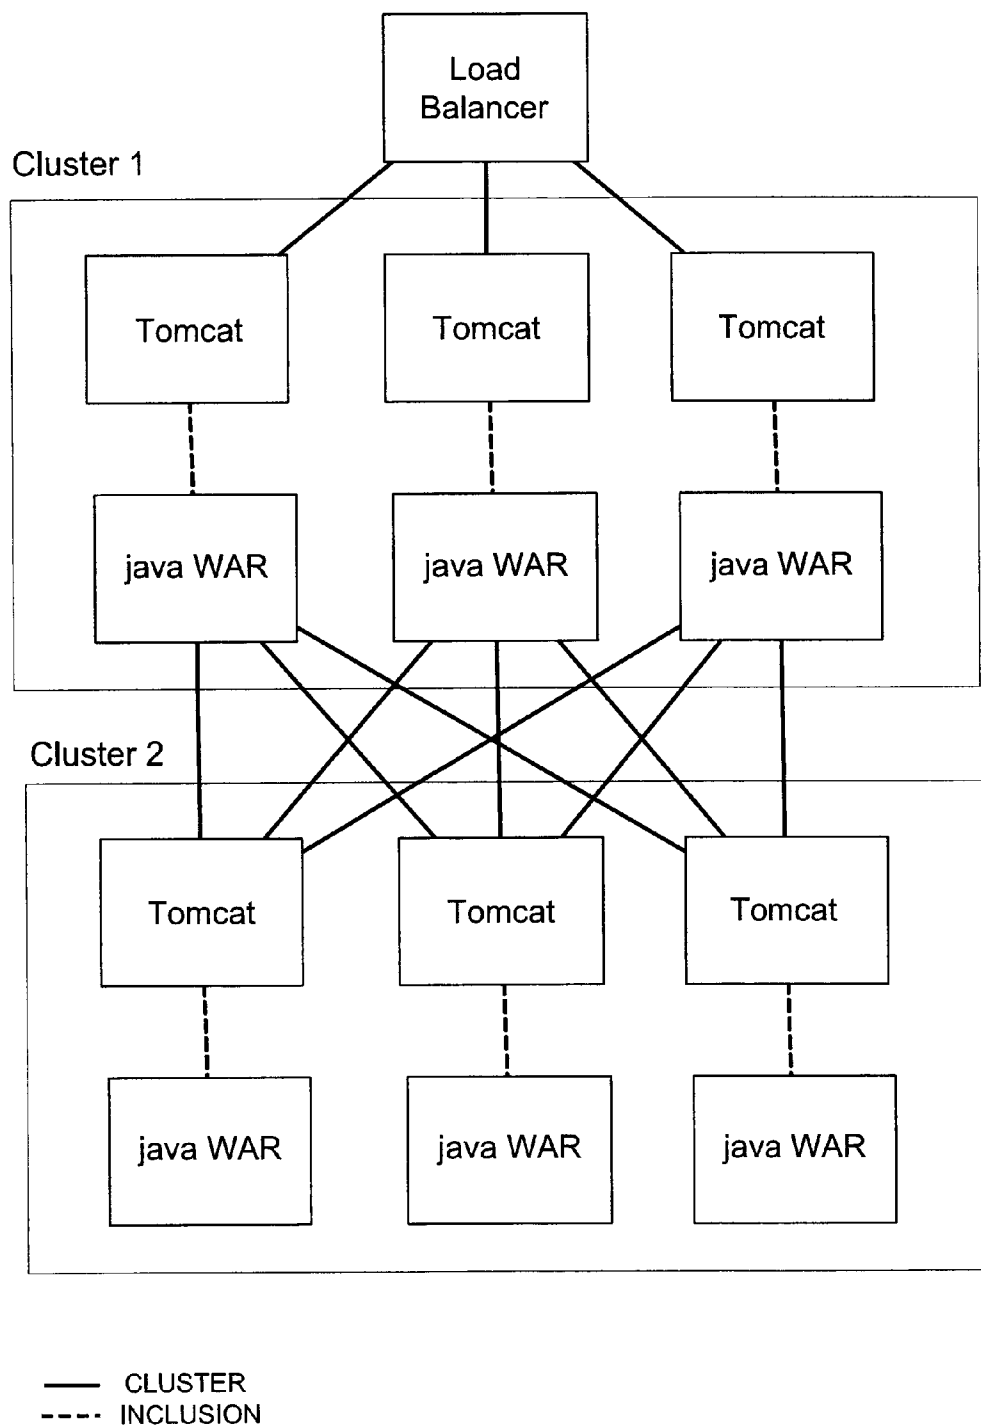 Load
Balancer
Cluster 1
Tomcat
Tomcat
Tomcat
java WAR
java WAR
java WAR
Cluster 2
Tomcat
Tomcat
Tomcat
java WAR
java WAR
java WAR
CLUSTER
INCLUSION